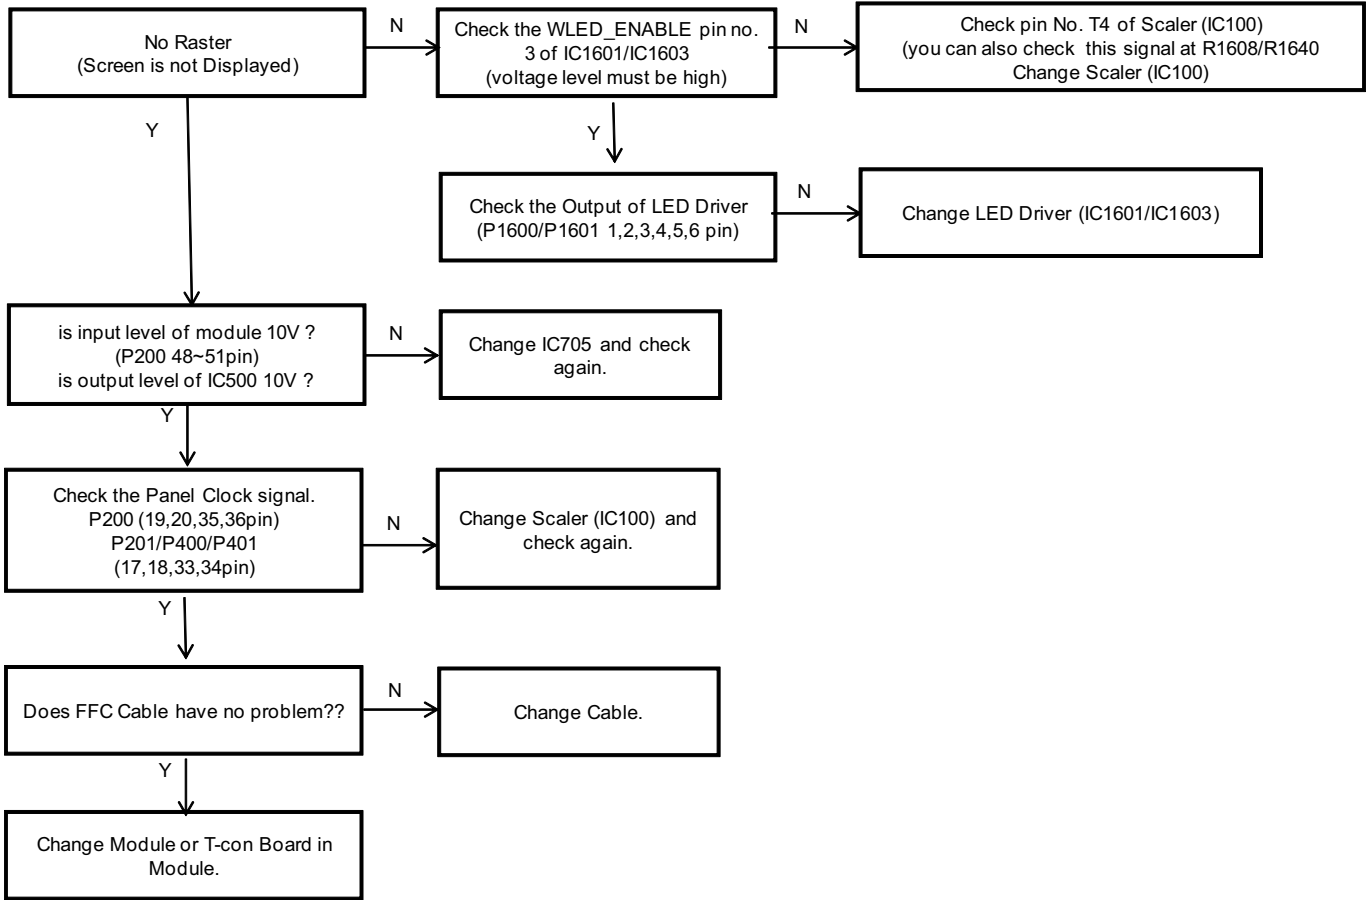 No Raster
(Screen is not Displayed)
N
Check the WLED_ENABLE pin no.
3 of IC1601/IC1603
(voltage level must be high)
N
Check pin No. T4 of Scaler (IC100)
(you can also check this signal at R1608/R1640
Change Scaler (IC100)
Y
Y
Check the Output of LED Driver
(P1600/P1601 1,2,3,4,5,6 pin)
N
Change LED Driver (IC1601/IC1603)
is input level of module 10V ?
(P200 48~51pin)
is output level of IC500 10V ?
N
Change IC705 and check
again.
Y
Check the Panel Clock signal.
P200 (19,20,35,36pin)
P201/P400/P401
(17,18,33,34pin)
N
Change Scaler (IC100) and
check again.
Y
Does FFC Cable have no problem??
N
Change Cable.
Y
Change Module or T-con Board in
Module.